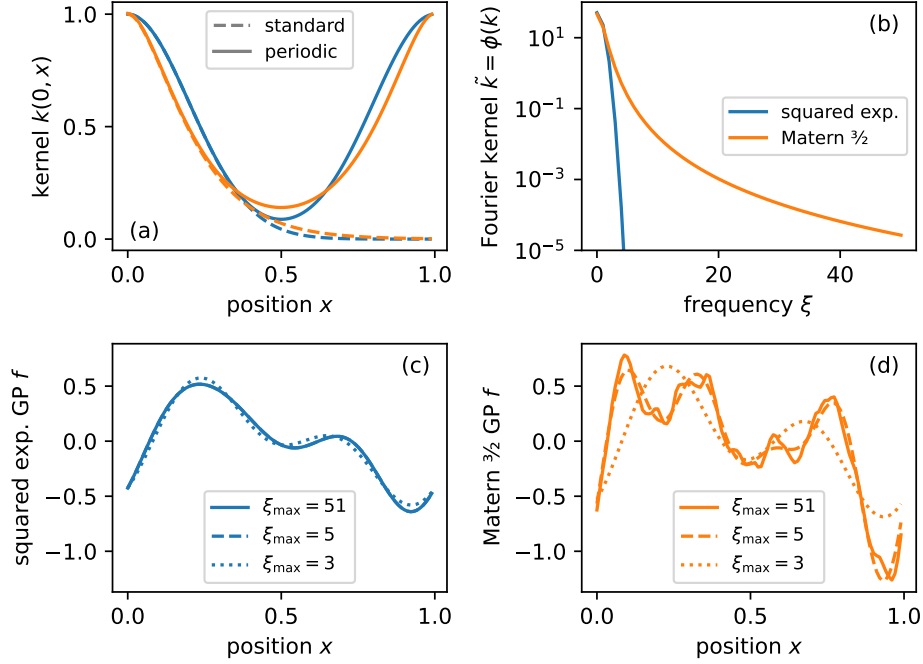 kernel k(0, x)
1.0
0.5
0.0
standard
periodic
(a)
0.0 0.5 1.0
position x
Fourier kernel k̃ = ϕ(k)
10¹
10⁻¹
10⁻³
10⁻⁵
(b)
squared exp.
Matern ³⁄₂
0 20 40
frequency ξ
squared exp. GP f
0.5
0.0
−0.5
−1.0
(c)
ξmax = 51
ξmax = 5
ξmax = 3
0.0 0.5 1.0
position x
Matern ³⁄₂ GP f
0.5
0.0
−0.5
−1.0
(d)
ξmax = 51
ξmax = 5
ξmax = 3
0.0 0.5 1.0
position x